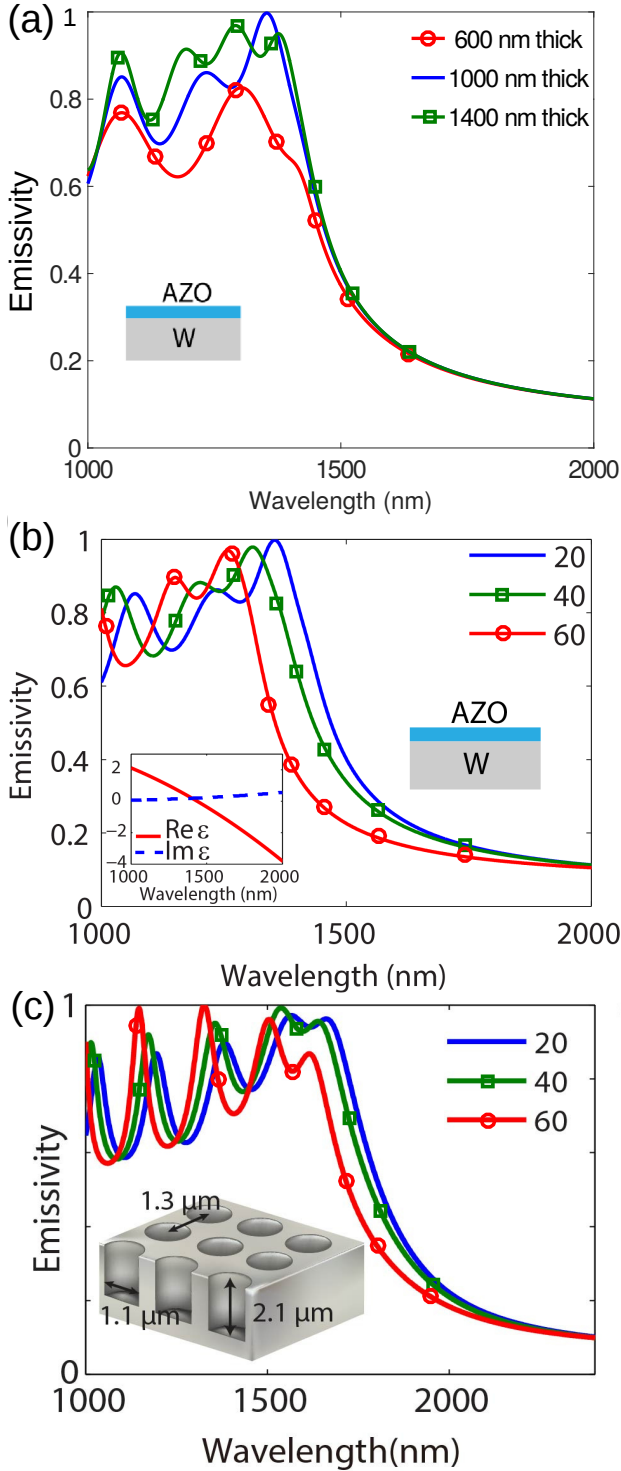 (a)
1
0.8
0.6
0.4
0.2
0
Emissivity
600 nm thick
1000 nm thick
1400 nm thick
AZO
W
1000
1500
2000
Wavelength (nm)
(b)
1
0.8
0.6
0.4
0.2
0
Emissivity
20
40
60
AZO
W
2
0
−2
−4
Re ε
Im ε
1000
1500
2000
Wavelength (nm)
1000
1500
2000
Wavelength (nm)
(c)
1
0
Emissivity
20
40
60
1.3 μm
1.1 μm
2.1 μm
1000
1500
2000
Wavelength(nm)